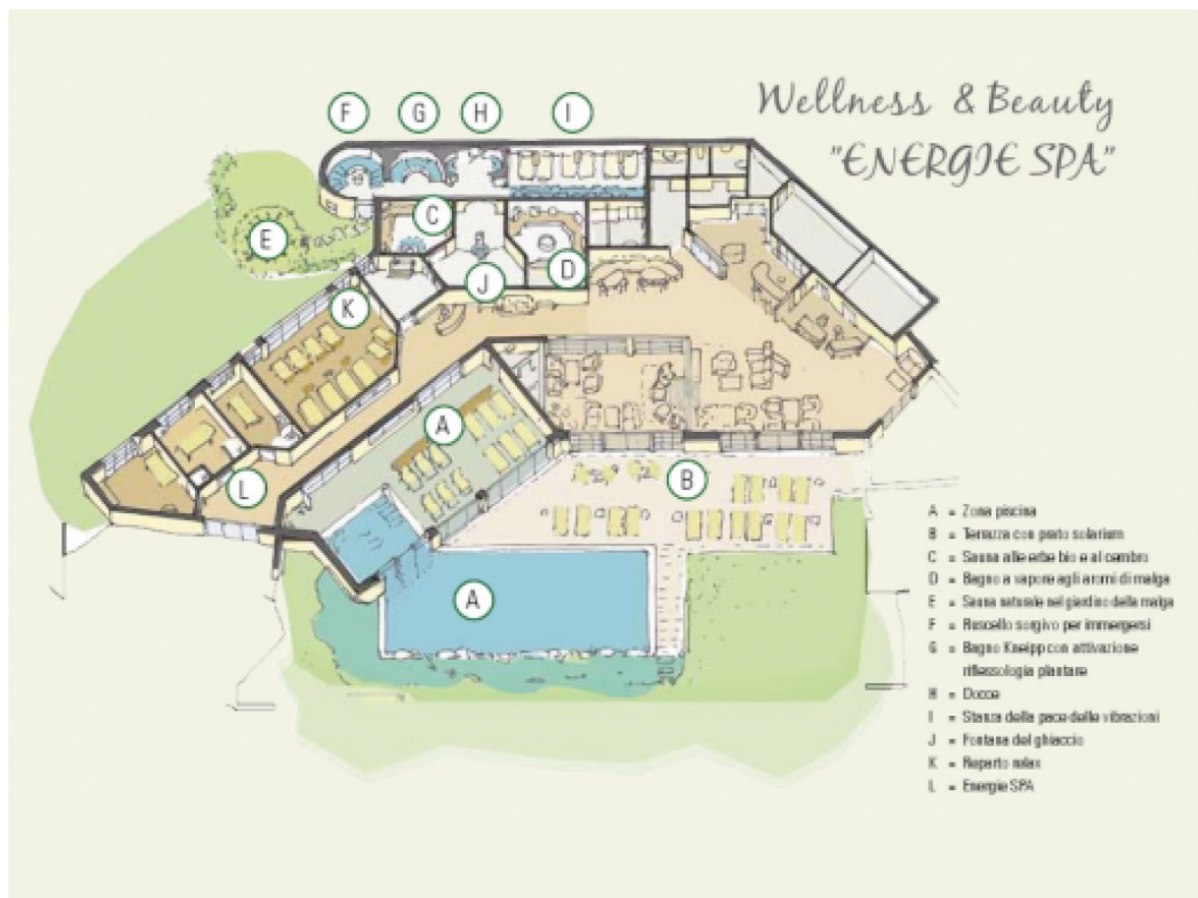 Wellness & Beauty
"ENERGIE SPA"
F G H I
C
E
D
J
K
A
B
L
A
A = Zona piscina
B = Terrazza con prato solarium
C = Sauna alle erbe bio e al cembro
D = Bagno a vapore agli aromi di malga
E = Sauna naturale nel giardino della malga
F = Ruscello sorgivo per immergersi
G = Bagno Kneipp con attivazione
riflessologia plantare
H = Docce
I = Stanza della pace delle vibrazioni
J = Fontana del ghiaccio
K = Reparto relax
L = Energie SPA